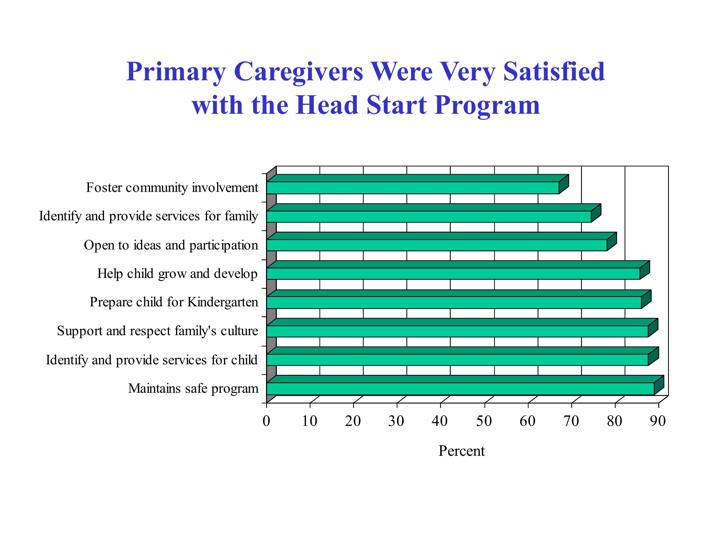 Primary Caregivers Were Very Satisfied
with the Head Start Program
Foster community involvement
Identify and provide services for family
Open to ideas and participation
Help child grow and develop
Prepare child for Kindergarten
Support and respect family's culture
Identify and provide services for child
Maintains safe program
0 10 20 30 40 50 60 70 80 90
Percent